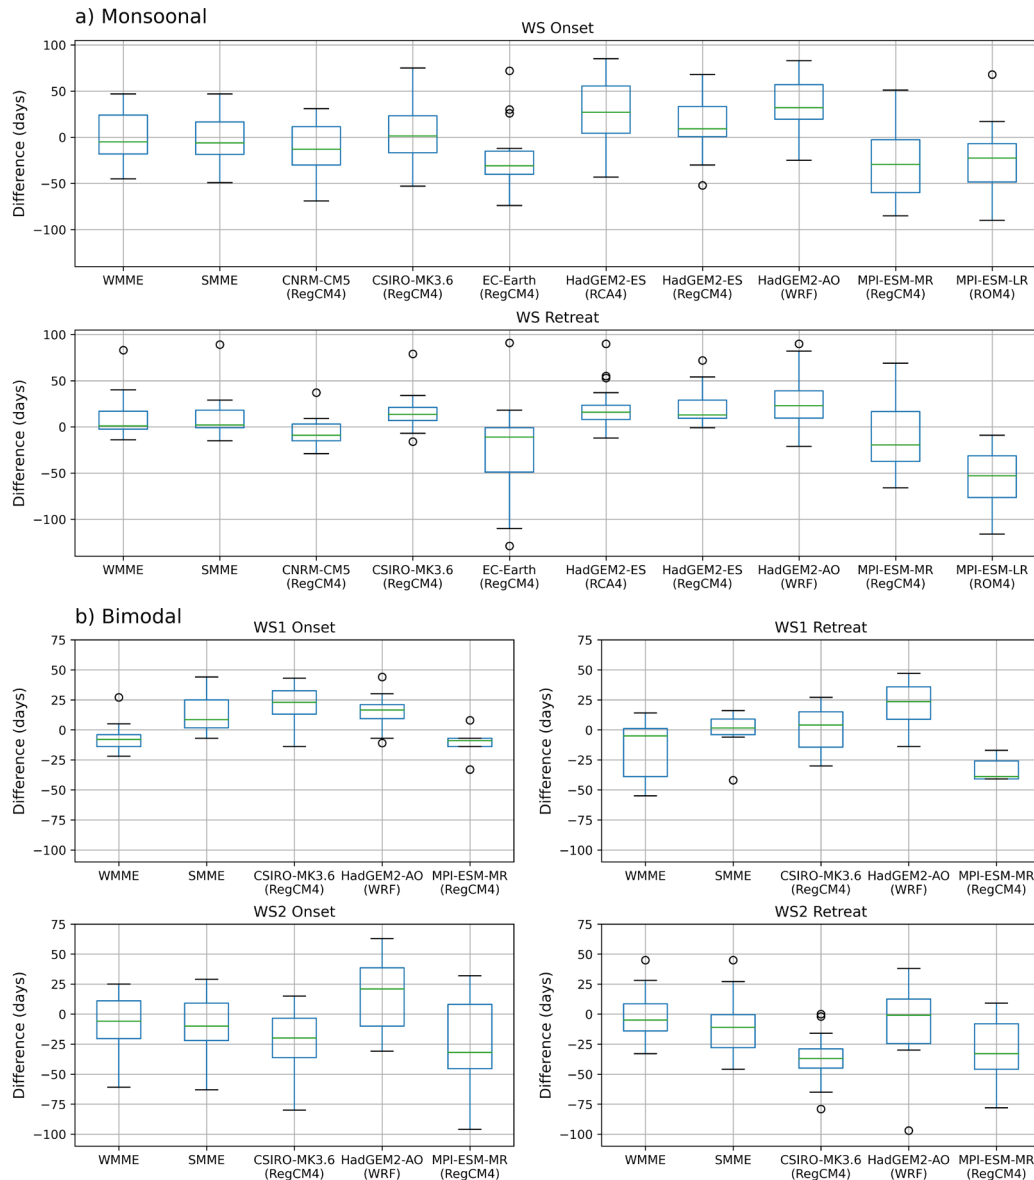 a) Monsoonal
WS Onset
Difference (days)
100
50
0
−50
−100
WMME SMME CNRM-CM5 CSIRO-MK3.6 EC-Earth HadGEM2-ES HadGEM2-ES HadGEM2-AO MPI-ESM-MR MPI-ESM-LR
(RegCM4) (RegCM4) (RegCM4) (RCA4) (RegCM4) (WRF) (RegCM4) (ROM4)
WS Retreat
Difference (days)
100
50
0
−50
−100
WMME SMME CNRM-CM5 CSIRO-MK3.6 EC-Earth HadGEM2-ES HadGEM2-ES HadGEM2-AO MPI-ESM-MR MPI-ESM-LR
(RegCM4) (RegCM4) (RegCM4) (RCA4) (RegCM4) (WRF) (RegCM4) (ROM4)
b) Bimodal
WS1 Onset
Difference (days)
75
50
25
0
−25
−50
−75
−100
WMME SMME CSIRO-MK3.6 HadGEM2-AO MPI-ESM-MR
(RegCM4) (WRF) (RegCM4)
WS1 Retreat
Difference (days)
75
50
25
0
−25
−50
−75
−100
WMME SMME CSIRO-MK3.6 HadGEM2-AO MPI-ESM-MR
(RegCM4) (WRF) (RegCM4)
WS2 Onset
Difference (days)
75
50
25
0
−25
−50
−75
−100
WMME SMME CSIRO-MK3.6 HadGEM2-AO MPI-ESM-MR
(RegCM4) (WRF) (RegCM4)
WS2 Retreat
Difference (days)
75
50
25
0
−25
−50
−75
−100
WMME SMME CSIRO-MK3.6 HadGEM2-AO MPI-ESM-MR
(RegCM4) (WRF) (RegCM4)